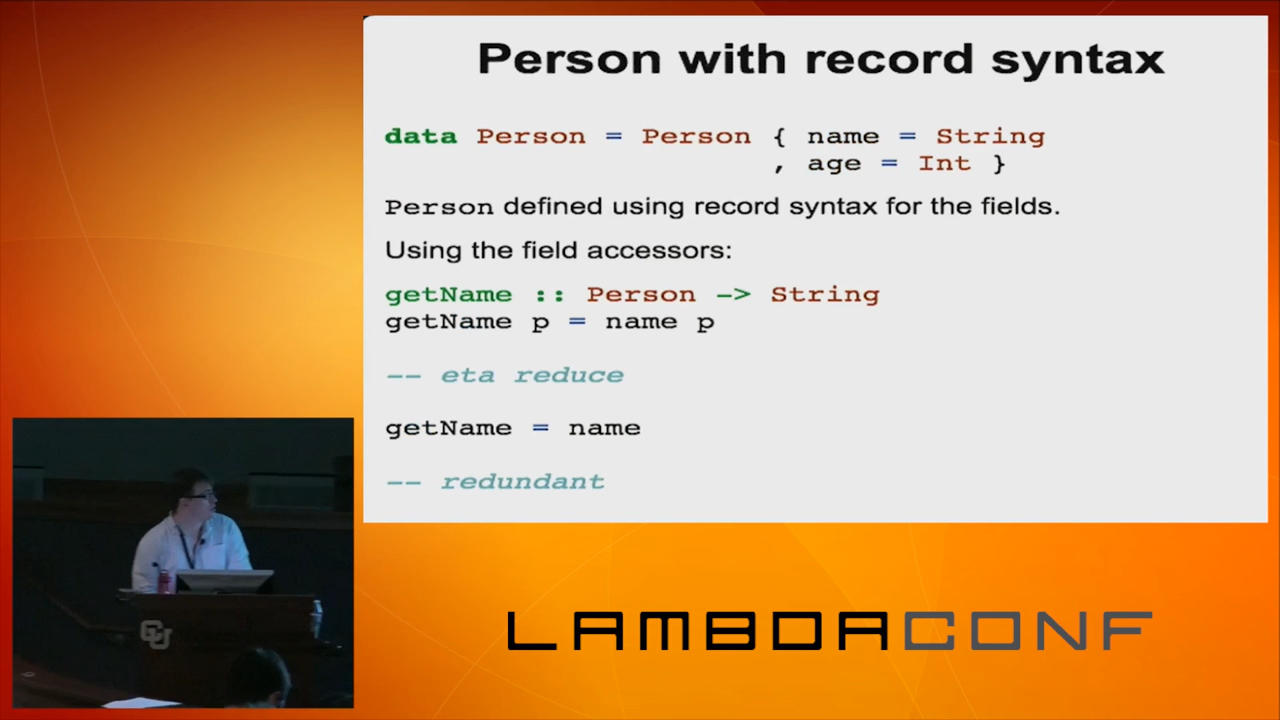 Person with record syntax
data Person = Person { name = String
, age = Int }
Person defined using record syntax for the fields.
Using the field accessors:
getName :: Person -> String
getName p = name p
-- eta reduce
getName = name
-- redundant
CU
LAMBDACONF